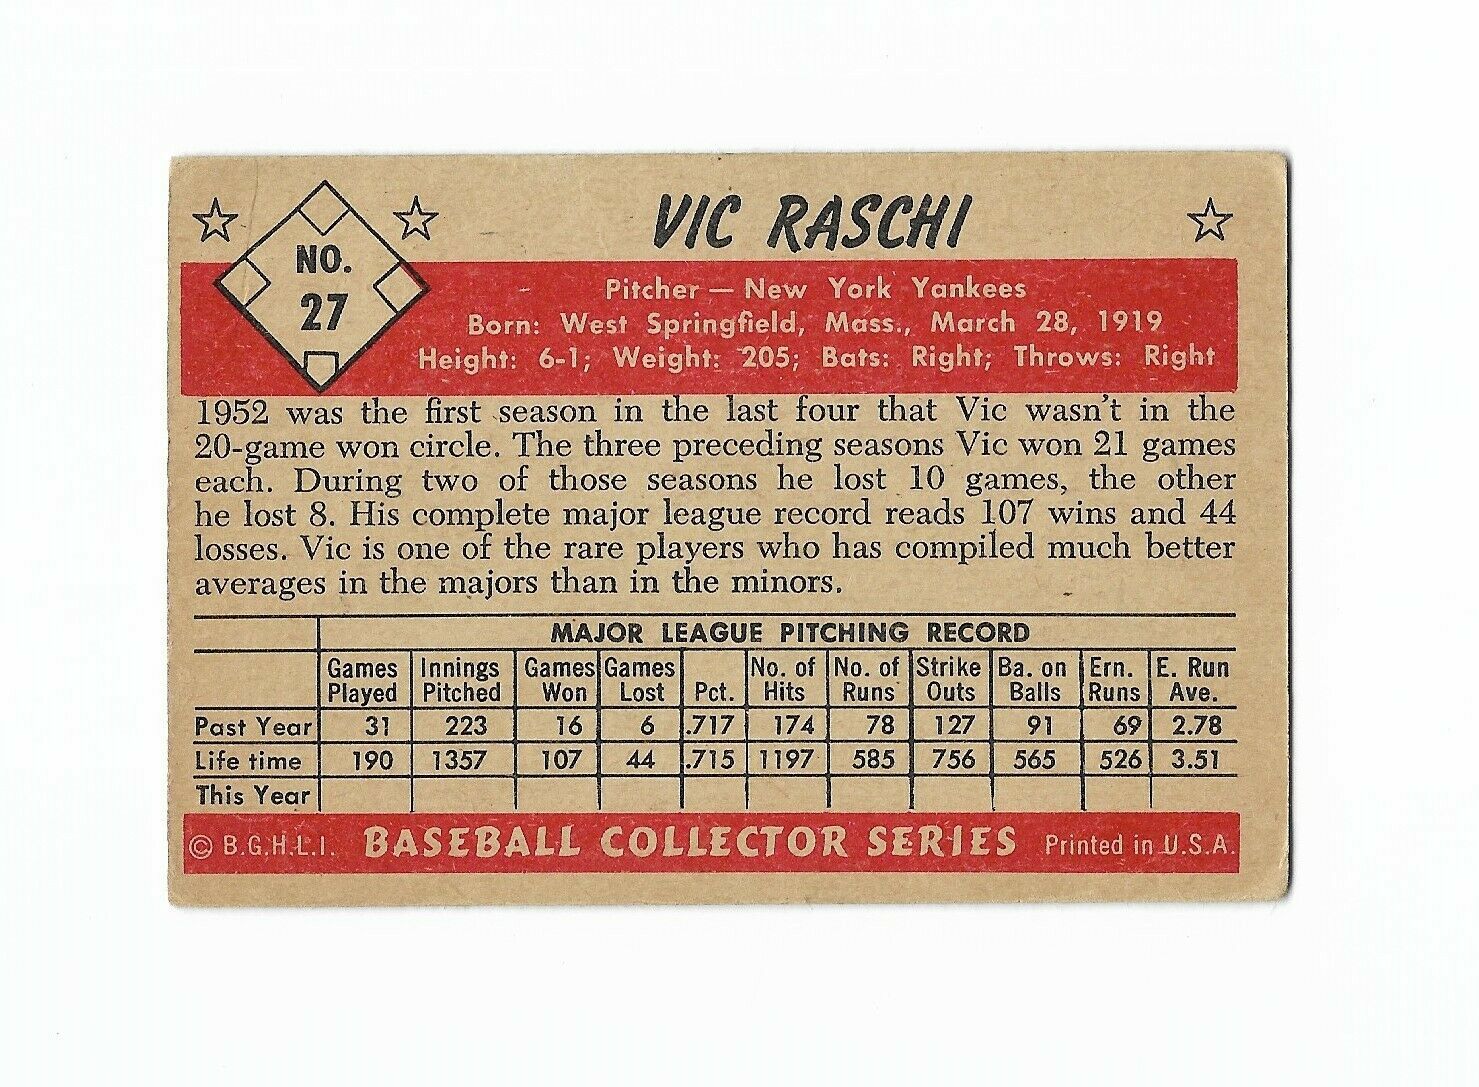 VIC RASCHI
NO.
27
Pitcher — New York Yankees
Born: West Springfield, Mass., March 28, 1919
Height: 6-1; Weight: 205; Bats: Right; Throws: Right
1952 was the first season in the last four that Vic wasn't in the
20-game won circle. The three preceding seasons Vic won 21 games
each. During two of those seasons he lost 10 games, the other
he lost 8. His complete major league record reads 107 wins and 44
losses. Vic is one of the rare players who has compiled much better
averages in the majors than in the minors.
MAJOR LEAGUE PITCHING RECORD
Games Played Innings Pitched Games Won Games Lost Pct. No. of Hits No. of Runs Strike Outs Ba. on Balls Ern. Runs E. Run Ave.
Past Year 31 223 16 6 .717 174 78 127 91 69 2.78
Life time 190 1357 107 44 .715 1197 585 756 565 526 3.51
This Year
© B.G.H.L.I. BASEBALL COLLECTOR SERIES Printed in U.S.A.